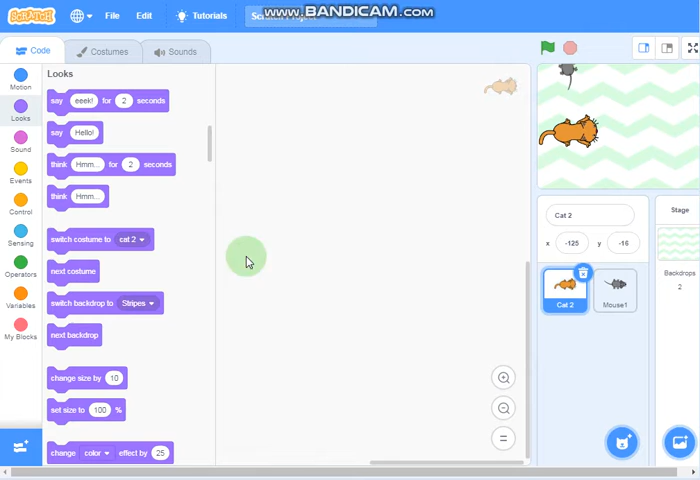 www.BANDICAM.com
SCRATCH File Edit Tutorials
Code Costumes Sounds
Motion
Looks
Sound
Events
Control
Sensing
Operators
Variables
My Blocks
Looks
say eeek! for 2 seconds
say Hello!
think Hmm... for 2 seconds
think Hmm...
switch costume to cat 2
next costume
switch backdrop to Stripes
next backdrop
change size by 10
set size to 100 %
change color effect by 25
Cat 2
x -125 y -16
Cat 2 Mouse1
Stage
Backdrops
2